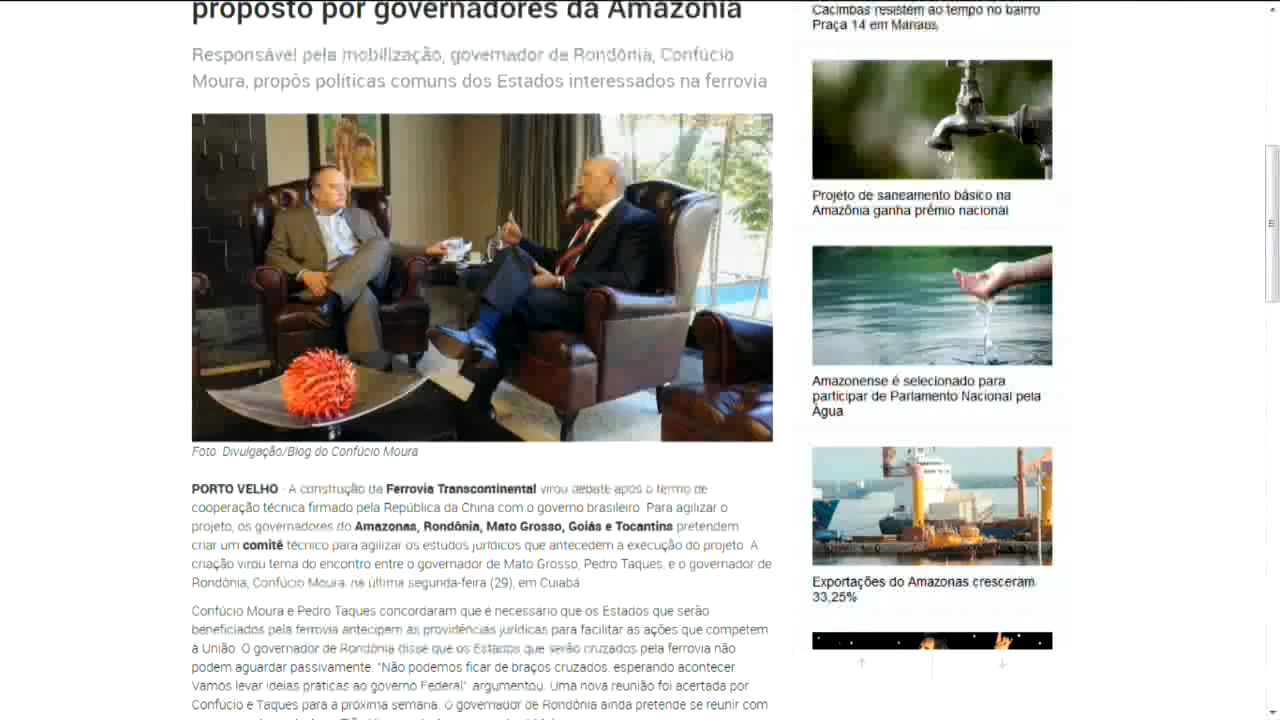 proposto por governadores da Amazônia
Responsável pela mobilização, governador de Rondônia, Confúcio
Moura, propôs políticas comuns dos Estados interessados na ferrovia
Foto: Divulgação/Blog do Confúcio Moura
PORTO VELHO - A construção da Ferrovia Transcontinental virou debate após o termo de
cooperação técnica firmado pela República da China com o governo brasileiro. Para agilizar o
projeto, os governadores do Amazonas, Rondônia, Mato Grosso, Goiás e Tocantins pretendem
criar um comitê técnico para agilizar os estudos jurídicos que antecedem a execução do projeto. A
criação virou tema do encontro entre o governador de Mato Grosso, Pedro Taques, e o governador de
Rondônia, Confúcio Moura, na última segunda-feira (29), em Cuiabá.
Confúcio Moura e Pedro Taques concordaram que é necessário que os Estados que serão
beneficiados pela ferrovia antecipem as providências jurídicas para facilitar as ações que competem
à União. O governador de Rondônia disse que os Estados que serão cruzados pela ferrovia não
podem aguardar passivamente. "Não podemos ficar de braços cruzados, esperando acontecer.
Vamos levar ideias práticas ao governo Federal", argumentou. Uma nova reunião foi acertada por
Confúcio e Taques para a próxima semana. O governador de Rondônia ainda pretende se reunir com
Cacimbas resistem ao tempo no bairro
Praça 14 em Manaus
Projeto de saneamento básico na
Amazônia ganha prêmio nacional
Amazonense é selecionado para
participar de Parlamento Nacional pela
Água
Exportações do Amazonas cresceram
33,25%